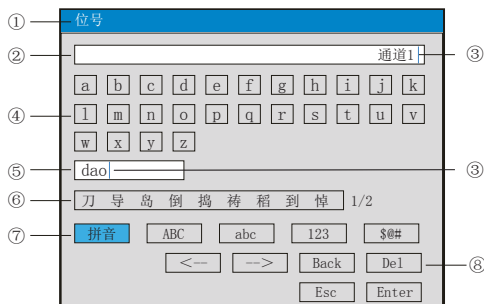 ① 位号
② 通道1 ③
a b c d e f g h i j k
④ l m n o p q r s t u v
w x y z
⑤ dao ③
⑥ 刀 导 岛 倒 捣 祷 稻 到 悼 1/2
⑦ 拼音 ABC abc 123 $@#
<-- --> Back Del ⑧
Esc Enter